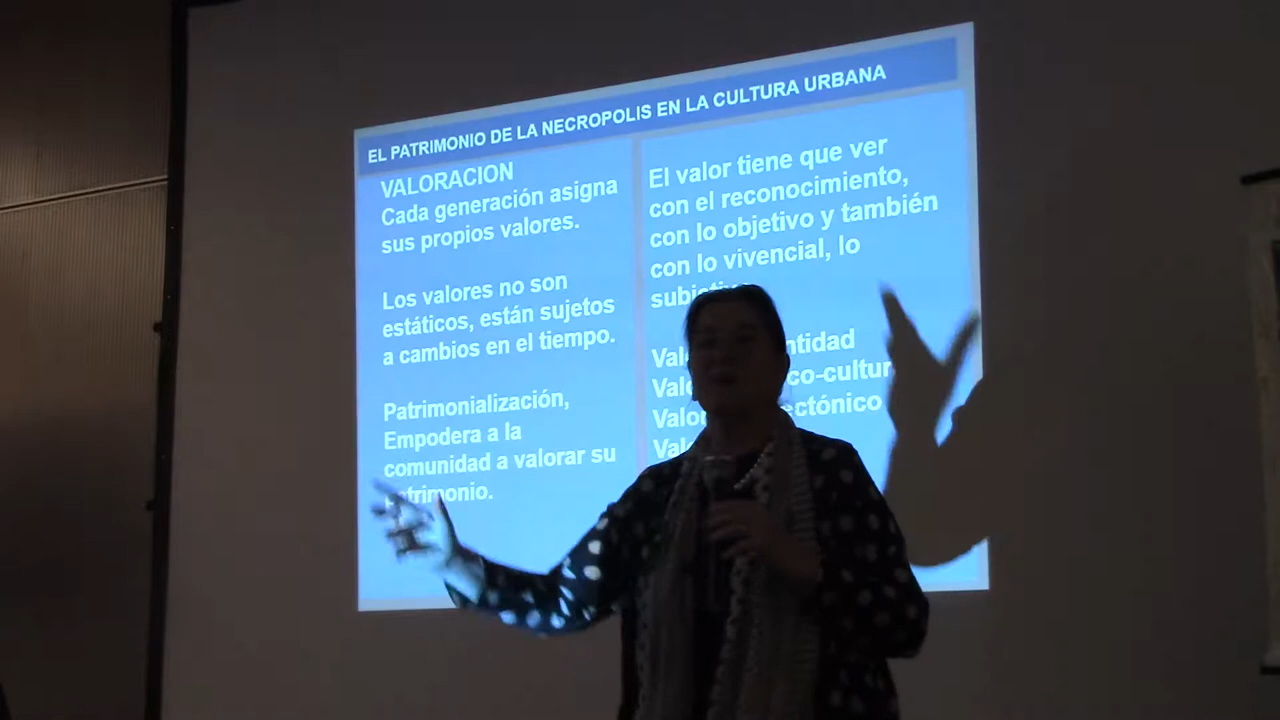 EL PATRIMONIO DE LA NECROPOLIS EN LA CULTURA URBANA
VALORACION
Cada generación asigna
sus propios valores.
Los valores no son
estáticos, están sujetos
a cambios en el tiempo.
Patrimonialización,
Empodera a la
comunidad a valorar su
patrimonio.
El valor tiene que ver
con el reconocimiento,
con lo objetivo y también
con lo vivencial, lo